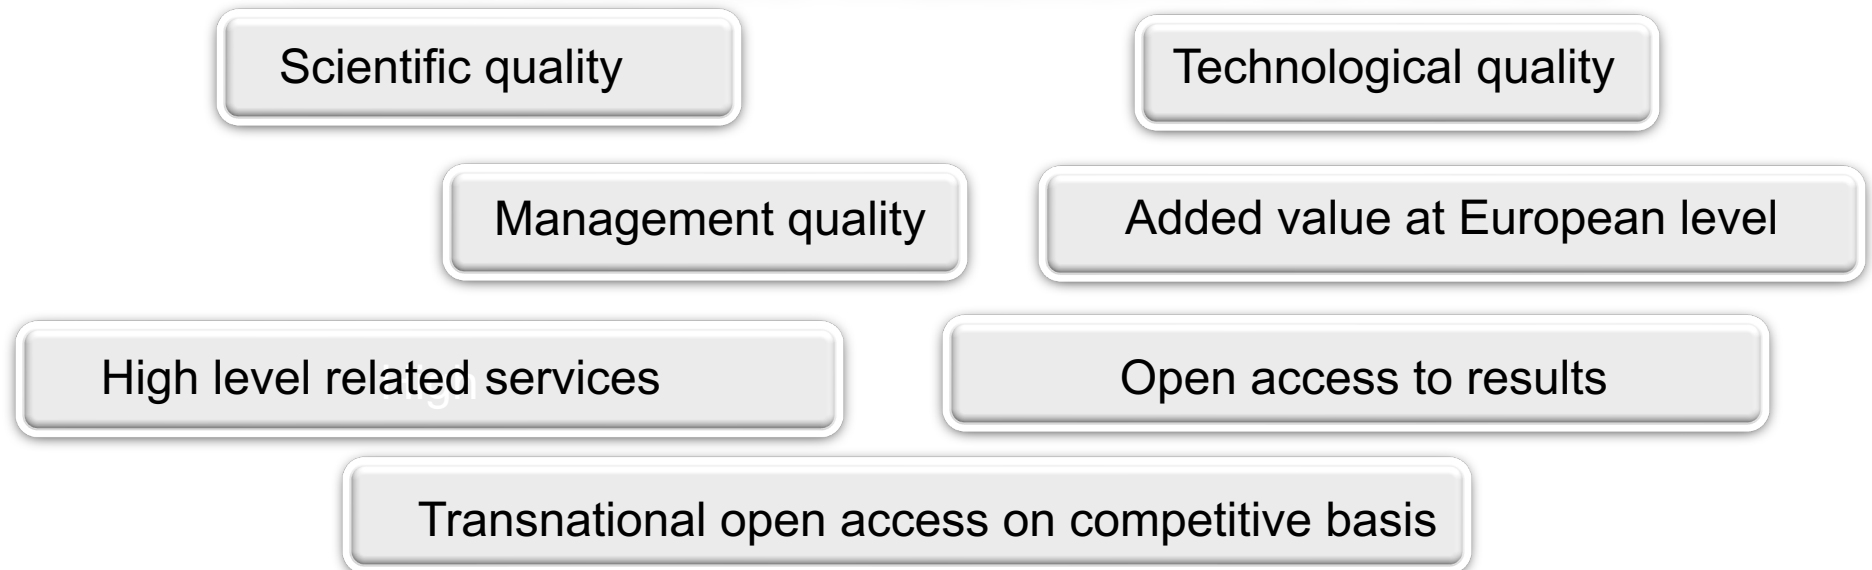 Scientific quality
Technological quality
Management quality
Added value at European level
High level related services
High
Open access to results
Transnational open access on competitive basis